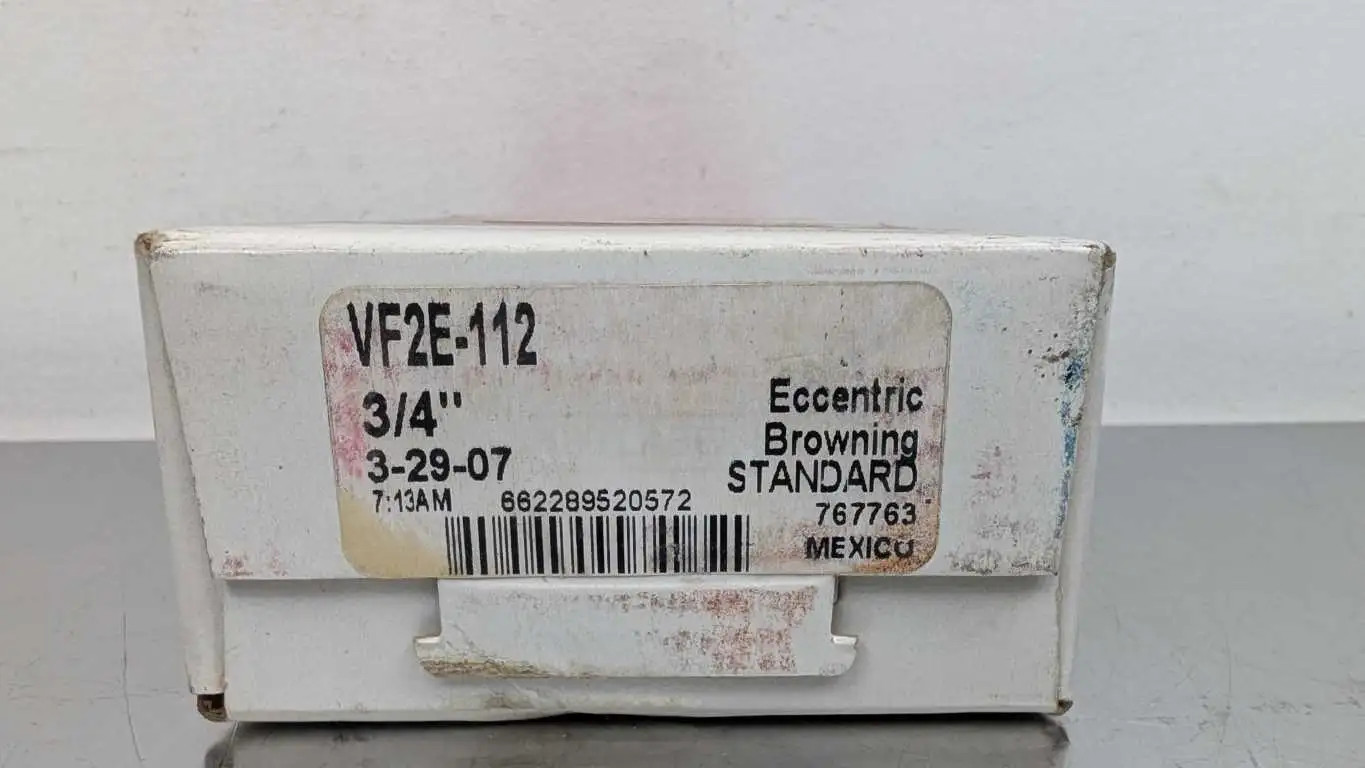 VF2E-112
3/4"
3-29-07
7:13AM 662289520572
Eccentric
Browning
STANDARD
767763
MEXICO